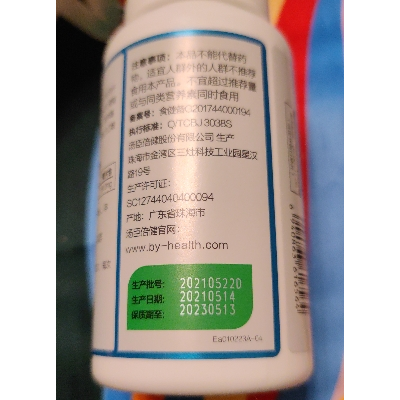 注意事项：本品不能代替药
物。适宜人群外的人群不推荐
食用本产品。不宜超过推荐量
或与同类营养素同时食用
备案号：食健备G201744000194
执行标准：Q/TCBJ 3038S
汤臣倍健股份有限公司 生产
珠海市金湾区三灶科技工业园星汉
路19号
生产许可证：
SC12744040400094
产地：广东省珠海市
汤臣倍健官网：
www.by-health.com
生产批号：20210522D
生产日期：20210514
保质期至：20230513
Ea010223A-04